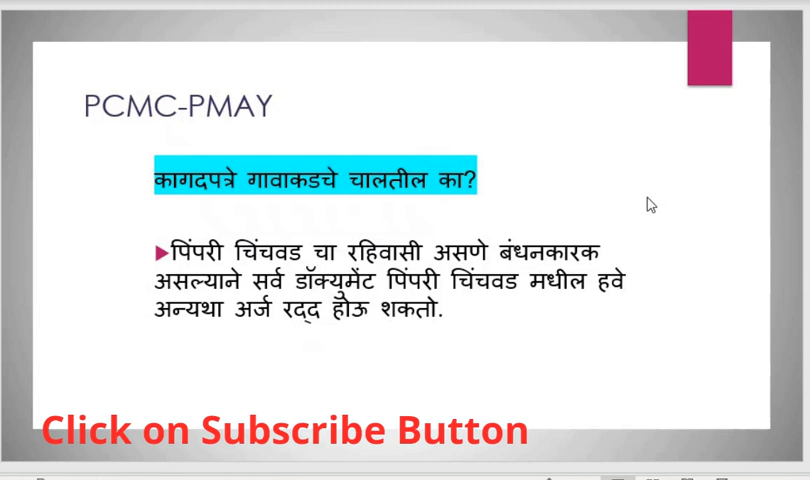 PCMC-PMAY
कागदपत्रे गावाकडचे चालतील का?
पिंपरी चिंचवड चा रहिवासी असणे बंधनकारक
असल्याने सर्व डॉक्युमेंट पिंपरी चिंचवड मधील हवे
अन्यथा अर्ज रद्द होऊ शकतो.
Click on Subscribe Button